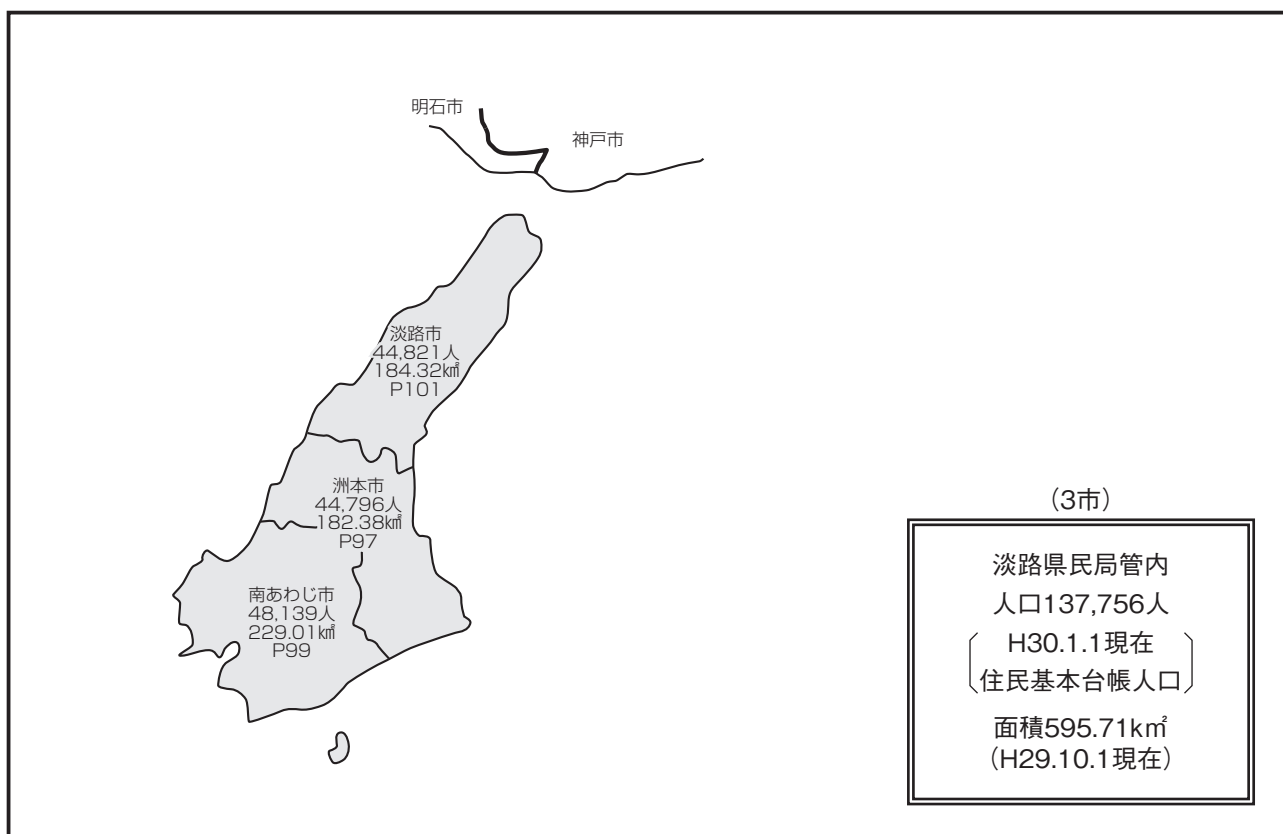 明石市
神戸市
淡路市
44,821人
184.32k㎡
P101
洲本市
44,796人
182.38k㎡
P97
南あわじ市
48,139人
229.01k㎡
P99
（3市）
淡路県民局管内
人口137,756人
H30.1.1現在
住民基本台帳人口
面積595.71k㎡
（H29.10.1現在）